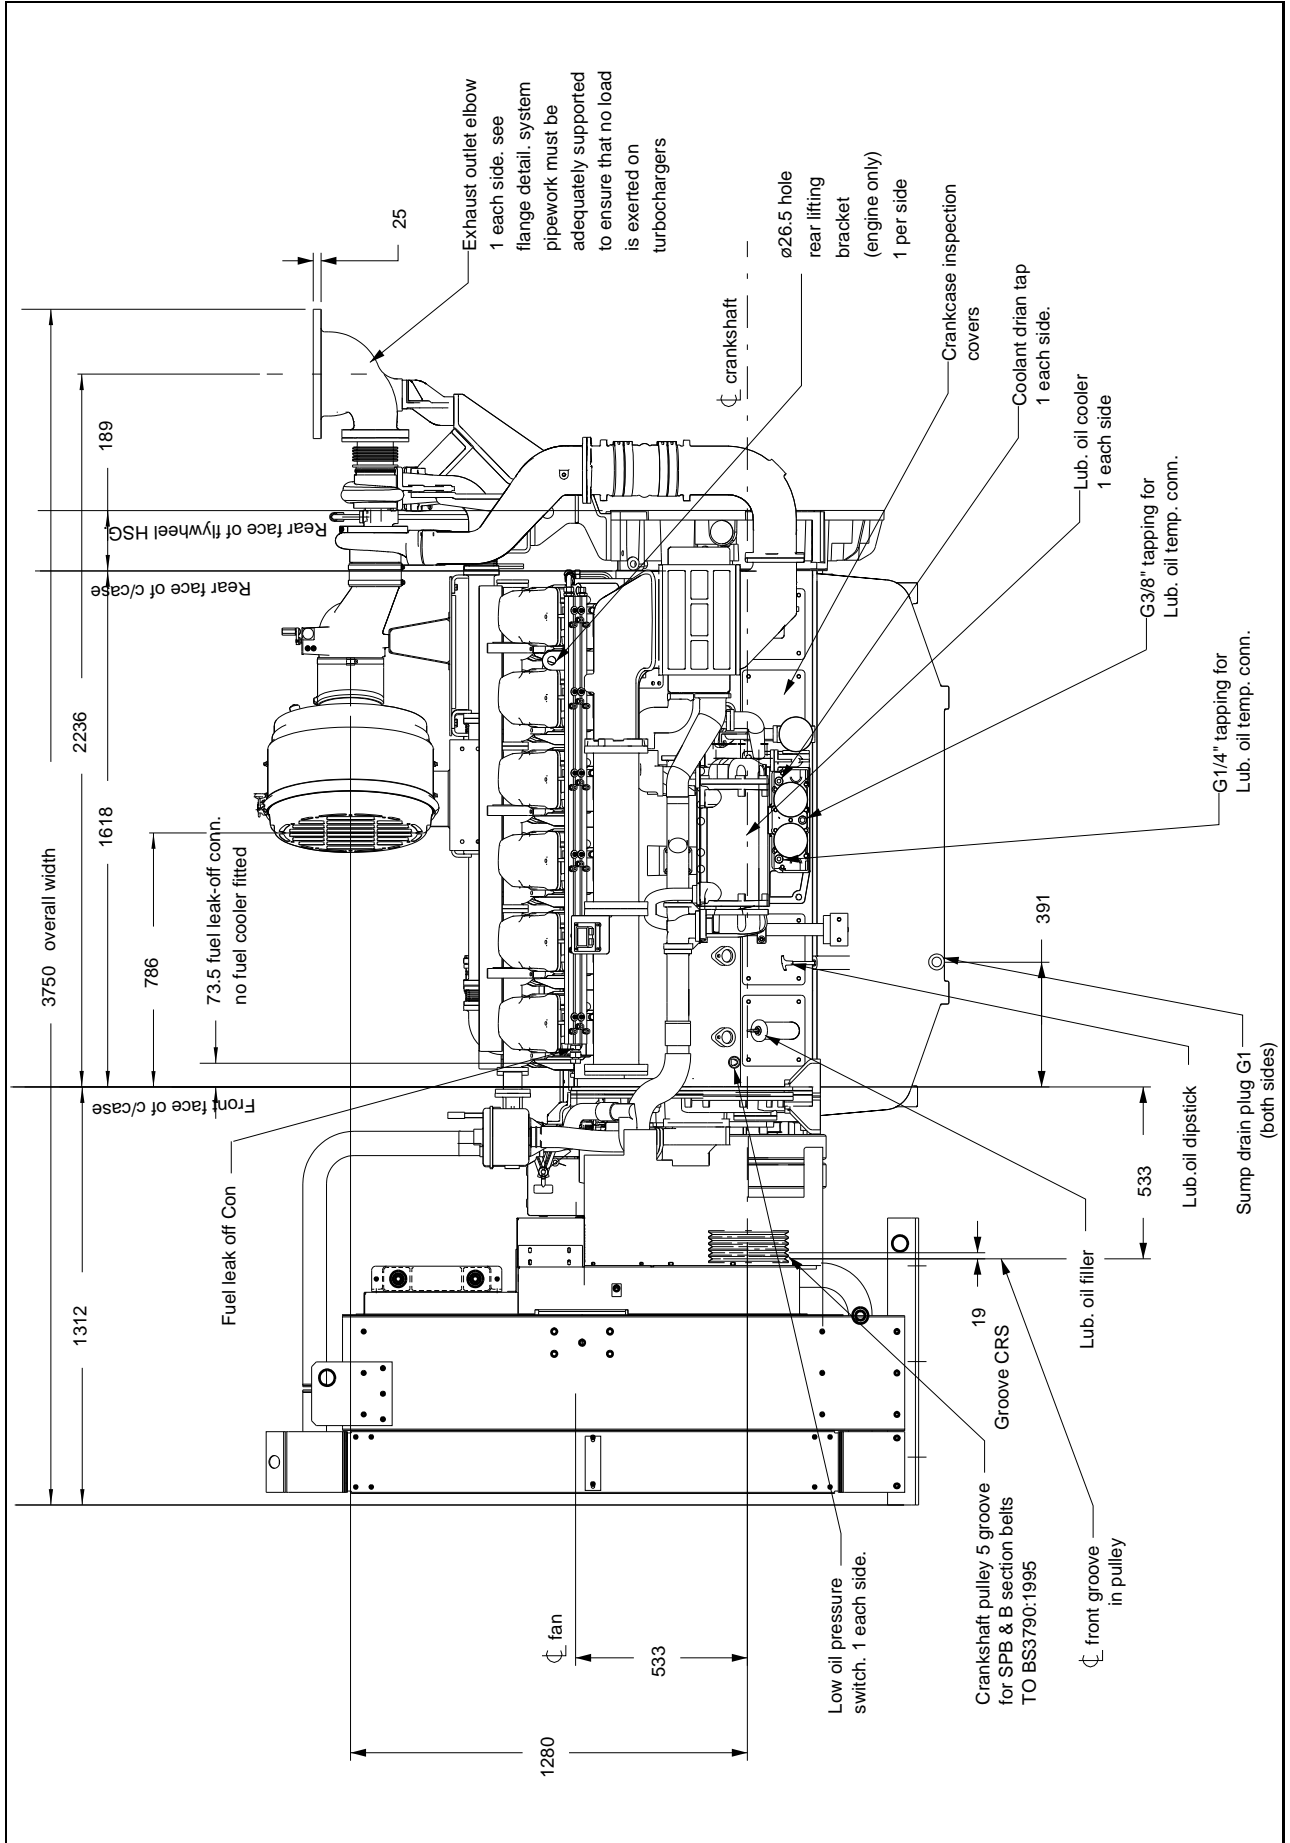 3750 overall width
1312
2236
1618
189
786
73.5 fuel leak-off conn.
no fuel cooler fitted
25
Exhaust outlet elbow
1 each side. see
flange detail. system
pipework must be
adequately supported
to ensure that no load
is exerted on
turbochargers
Front face of c/case
Rear face of c/case
Rear face of flywheel HSG
Fuel leak off Con
℄ crankshaft
ø26.5 hole
rear lifting
bracket
(engine only)
1 per side
Crankcase inspection
covers
Coolant drian tap
1 each side.
Lub. oil cooler
1 each side
G3/8" tapping for
Lub. oil temp. conn.
G1/4" tapping for
Lub. oil temp. conn.
391
℄ fan
533
1280
Low oil pressure
switch. 1 each side.
Crankshaft pulley 5 groove
for SPB & B section belts
TO BS3790:1995
19
Groove CRS
℄ front groove
in pulley
Lub. oil filler
533
Lub.oil dipstick
Sump drain plug G1
(both sides)